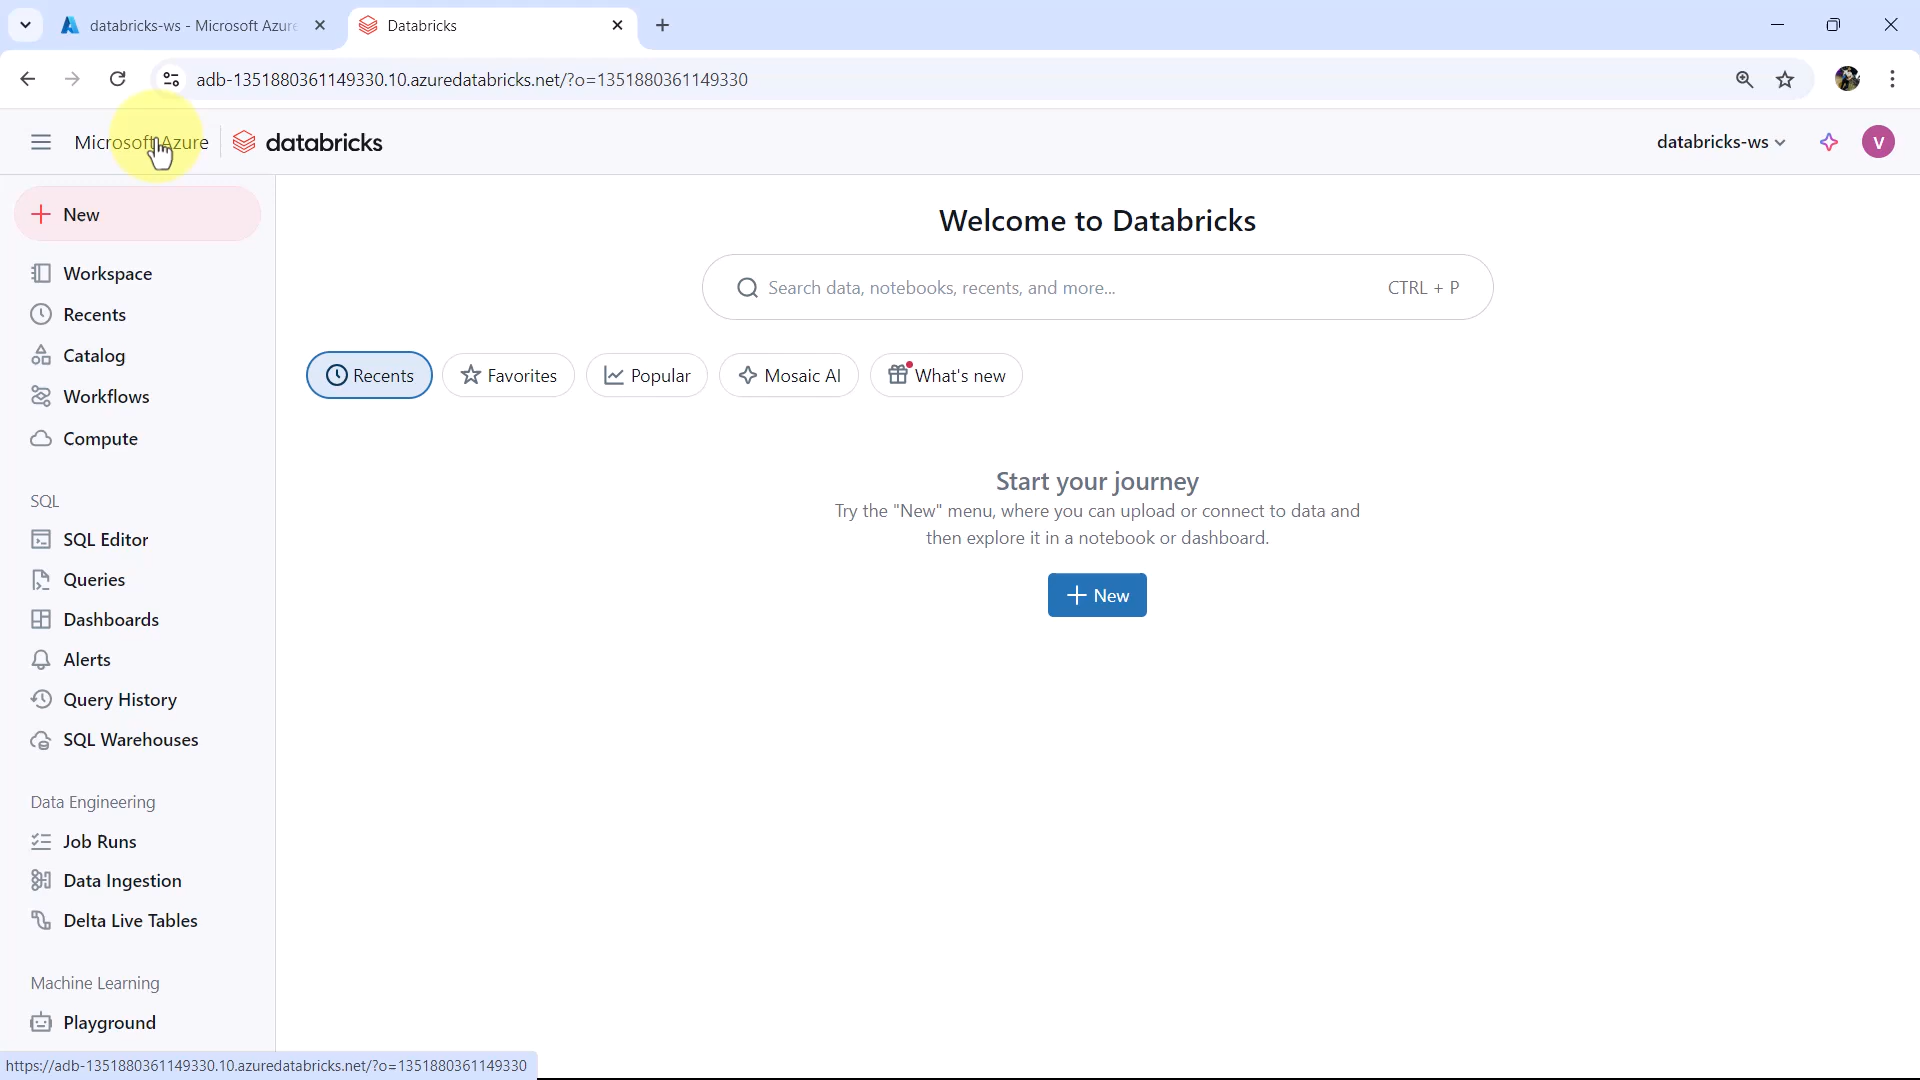 databricks-ws - Microsoft Azure
Databricks
adb-1351880361149330.10.azuredatabricks.net/?o=1351880361149330
Microsoft Azure
databricks
databricks-ws
V
New
Workspace
Recents
Catalog
Workflows
Compute
SQL
SQL Editor
Queries
Dashboards
Alerts
Query History
SQL Warehouses
Data Engineering
Job Runs
Data Ingestion
Delta Live Tables
Machine Learning
Playground
Welcome to Databricks
Search data, notebooks, recents, and more... CTRL + P
Recents Favorites Popular Mosaic AI What's new
Start your journey
Try the "New" menu, where you can upload or connect to data and
then explore it in a notebook or dashboard.
New
https://adb-1351880361149330.10.azuredatabricks.net/?o=1351880361149330